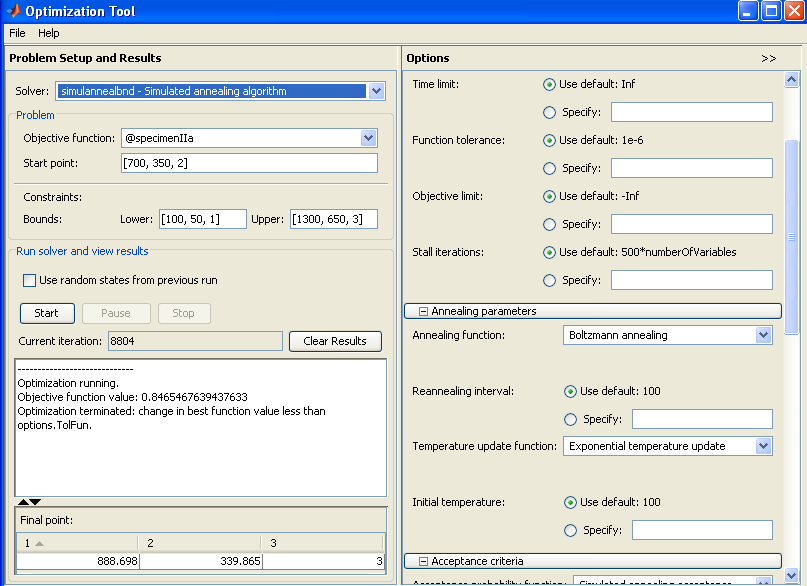 Optimization Tool
File Help
Problem Setup and Results
Solver: simulannealbnd - Simulated annealing algorithm
Problem
Objective function: @specimenIIa
Start point: [700, 350, 2]
Constraints:
Bounds: Lower: [100, 50, 1] Upper: [1300, 650, 3]
Run solver and view results
Use random states from previous run
Start Pause Stop
Current iteration: 8804 Clear Results
----------------------------
Optimization running.
Objective function value: 0.8465467639437633
Optimization terminated: change in best function value less than
options.TolFun.
Final point:
1 2 3
888.698 339.865 3
Options >>
Time limit: Use default: Inf
Specify:
Function tolerance: Use default: 1e-6
Specify:
Objective limit: Use default: -Inf
Specify:
Stall iterations: Use default: 500*numberOfVariables
Specify:
Annealing parameters
Annealing function: Boltzmann annealing
Reannealing interval: Use default: 100
Specify:
Temperature update function: Exponential temperature update
Initial temperature: Use default: 100
Specify:
Acceptance criteria
Acceptance probability function: Simulated annealing acceptance